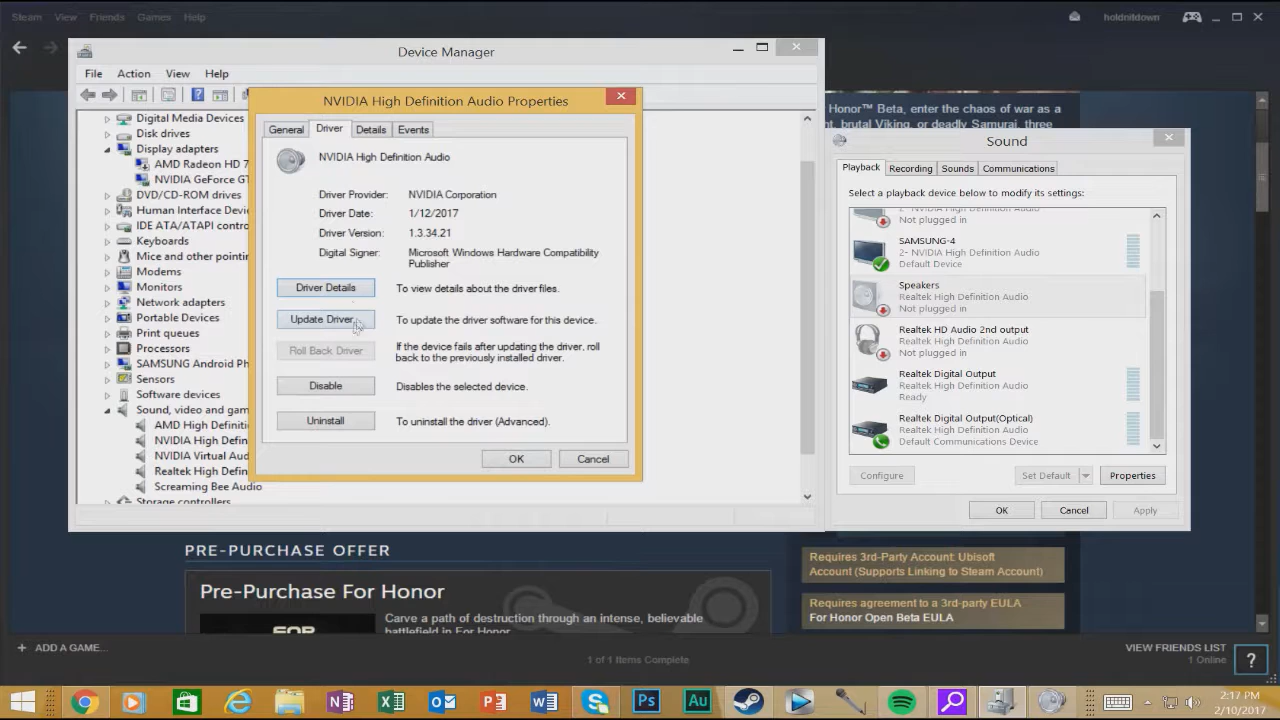 Steam View Friends Games Help
holdnitdown
Device Manager
File Action View Help
Digital Media Devices
Disk drives
Display adapters
AMD Radeon HD 7
NVIDIA GeForce GT
DVD/CD-ROM drives
Human Interface Devi
IDE ATA/ATAPI contro
Keyboards
Mice and other pointin
Modems
Monitors
Network adapters
Portable Devices
Print queues
Processors
SAMSUNG Android Ph
Sensors
Software devices
Sound, video and gam
AMD High Definition
NVIDIA High Defin
NVIDIA Virtual Aud
Realtek High Defin
Screaming Bee Audio
Storage controllers
NVIDIA High Definition Audio Properties
General Driver Details Events
NVIDIA High Definition Audio
Driver Provider: NVIDIA Corporation
Driver Date: 1/12/2017
Driver Version: 1.3.34.21
Digital Signer: Microsoft Windows Hardware Compatibility
Publisher
Driver Details To view details about the driver files.
Update Driver... To update the driver software for this device.
Roll Back Driver If the device fails after updating the driver, roll
back to the previously installed driver.
Disable Disables the selected device.
Uninstall To uninstall the driver (Advanced).
OK Cancel
Honor™ Beta, enter the chaos of war as a
, brutal Viking, or deadly Samurai, three
Sound
Playback Recording Sounds Communications
Select a playback device below to modify its settings:
2- NVIDIA High Definition Audio
Not plugged in
SAMSUNG-4
2- NVIDIA High Definition Audio
Default Device
Speakers
Realtek High Definition Audio
Not plugged in
Realtek HD Audio 2nd output
Realtek High Definition Audio
Not plugged in
Realtek Digital Output
Realtek High Definition Audio
Ready
Realtek Digital Output(Optical)
Realtek High Definition Audio
Default Communications Device
Configure Set Default Properties
OK Cancel Apply
PRE-PURCHASE OFFER
Pre-Purchase For Honor
FOR
Carve a path of destruction through an intense, believable
battlefield in For Honor
Requires 3rd-Party Account: Ubisoft
Account (Supports Linking to Steam Account)
Requires agreement to a 3rd-party EULA
For Honor Open Beta EULA
+ ADD A GAME...
1 of 1 Items Complete
VIEW FRIENDS LIST
1 Online
?
2:17 PM
2/10/2017